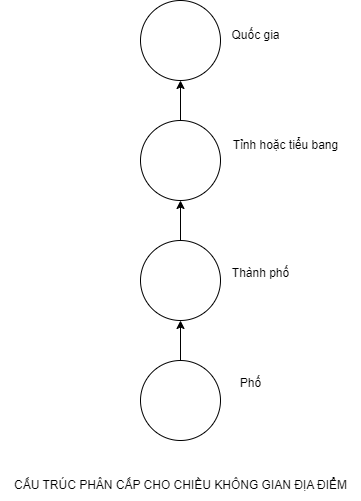 Quốc gia
Tỉnh hoặc tiểu bang
Thành phố
Phố
CẤU TRÚC PHÂN CẤP CHO CHIỀU KHÔNG GIAN ĐỊA ĐIỂM